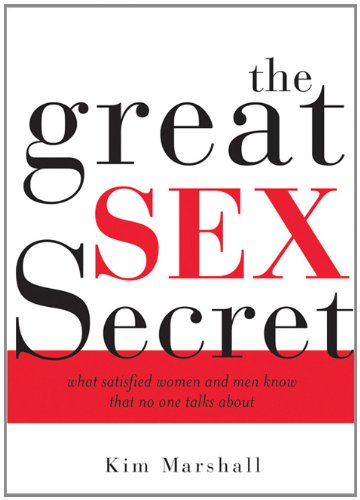 the
great
SEX
Secret
what satisfied women and men know
that no one talks about
Kim Marshall